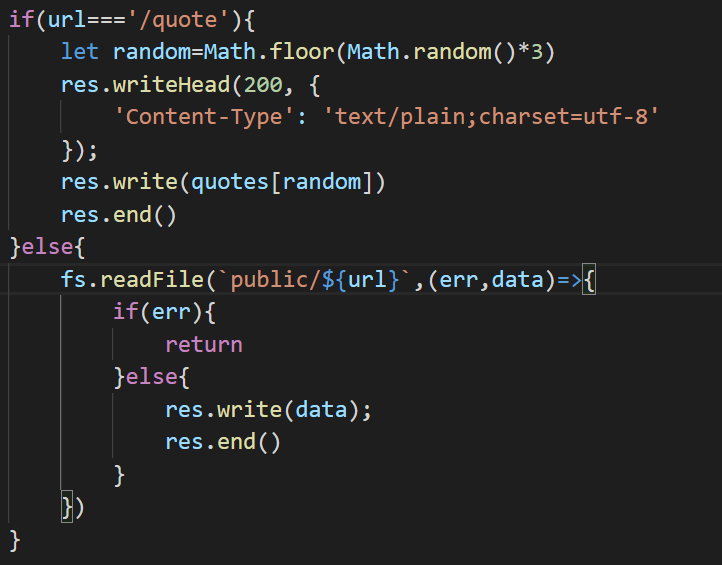 if(url==='/quote'){
    let random=Math.floor(Math.random()*3)
    res.writeHead(200, {
        'Content-Type': 'text/plain;charset=utf-8'
    });
    res.write(quotes[random])
    res.end()
}else{
    fs.readFile(`public/${url}`,(err,data)=>{
        if(err){
            return
        }else{
            res.write(data);
            res.end()
        }
    })
}